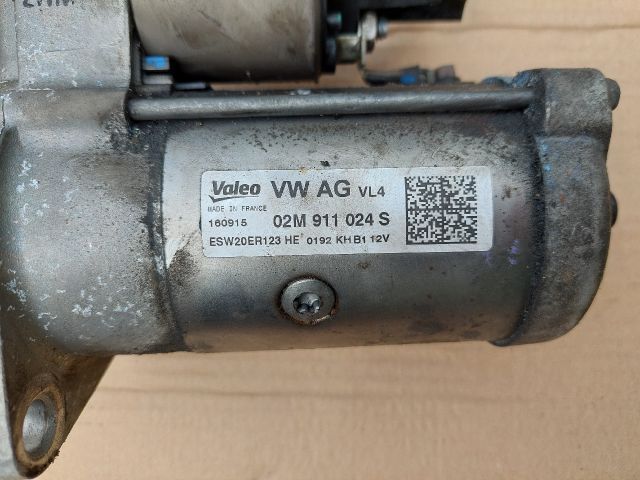 Valeo VW AG VL4
MADE IN FRANCE
160915 02M 911 024 S
ESW20ER123 HE 0192 KH B1 12V